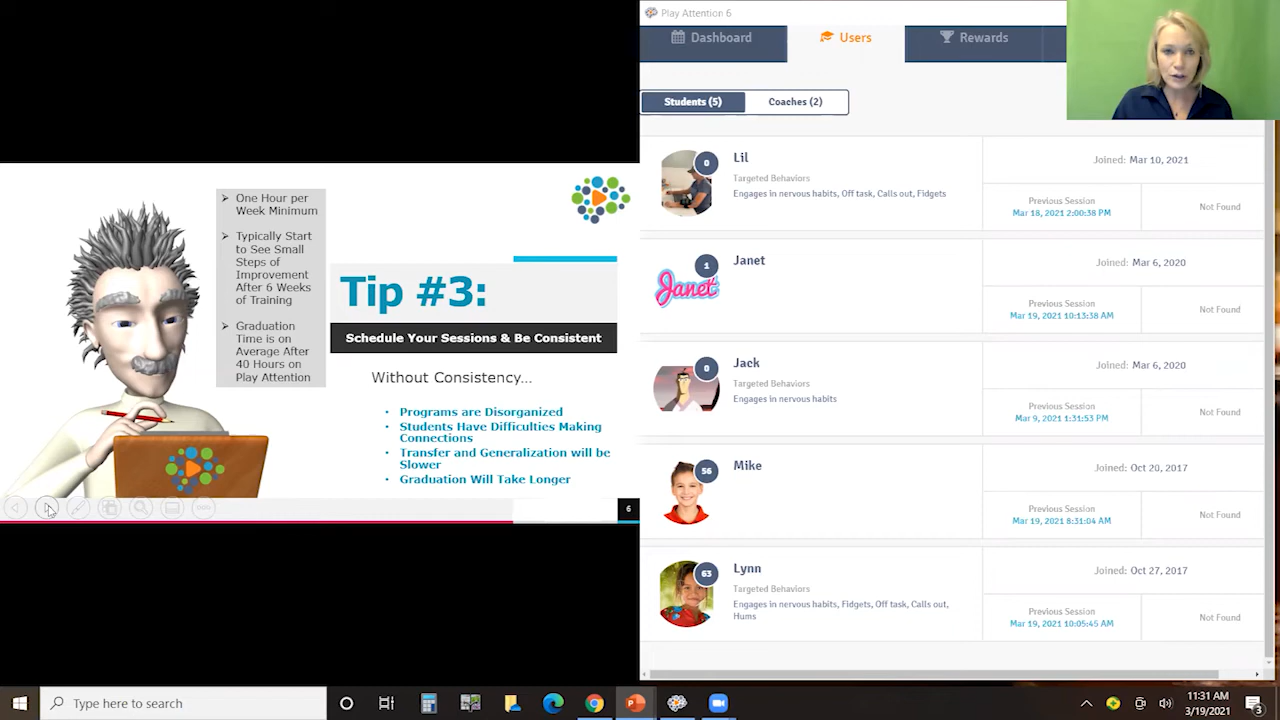 One Hour per
Week Minimum
Typically Start
to See Small
Steps of
Improvement
After 6 Weeks
of Training
Graduation
Time is on
Average After
40 Hours on
Play Attention
Tip #3:
Schedule Your Sessions & Be Consistent
Without Consistency...
• Programs are Disorganized
• Students Have Difficulties Making
Connections
• Transfer and Generalization will be
Slower
• Graduation Will Take Longer
6
Play Attention 6
Dashboard
Users
Rewards
Students (5)
Coaches (2)
0
Lil
Targeted Behaviors
Engages in nervous habits, Off task, Calls out, Fidgets
Joined: Mar 10, 2021
Previous Session
Mar 18, 2021 2:00:38 PM
Not Found
1
Janet
Janet
Joined: Mar 6, 2020
Previous Session
Mar 19, 2021 10:13:38 AM
Not Found
0
Jack
Targeted Behaviors
Engages in nervous habits
Joined: Mar 6, 2020
Previous Session
Mar 9, 2021 1:31:53 PM
Not Found
56
Mike
Joined: Oct 20, 2017
Previous Session
Mar 19, 2021 8:31:04 AM
Not Found
63
Lynn
Targeted Behaviors
Engages in nervous habits, Fidgets, Off task, Calls out,
Hums
Joined: Oct 27, 2017
Previous Session
Mar 19, 2021 10:05:45 AM
Not Found
Type here to search
11:31 AM
3/19/2021
3